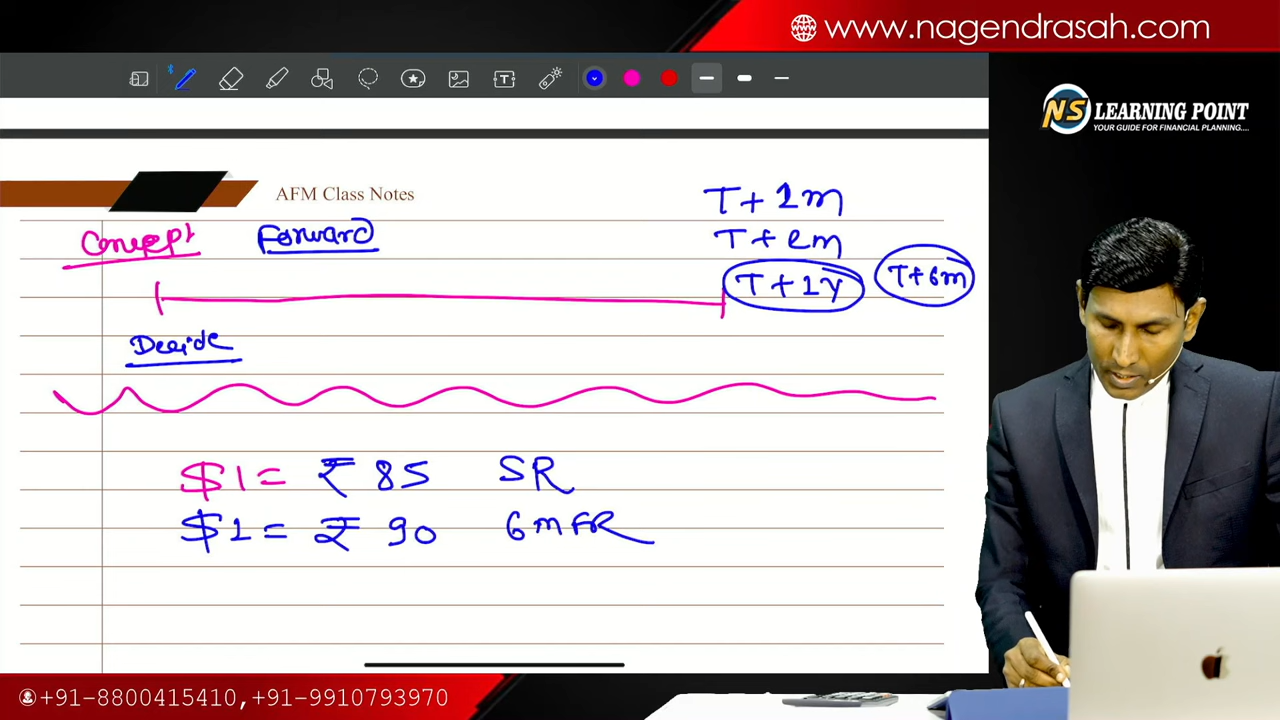 www.nagendrasah.com
NS LEARNING POINT
YOUR GUIDE FOR FINANCIAL PLANNING....
AFM Class Notes
Concept Forward
T+1m
T+2m
T+1Y T+6m
Decide
$1= ₹ 85 SR
$1= ₹ 90 6m FR
+91-8800415410,+91-9910793970